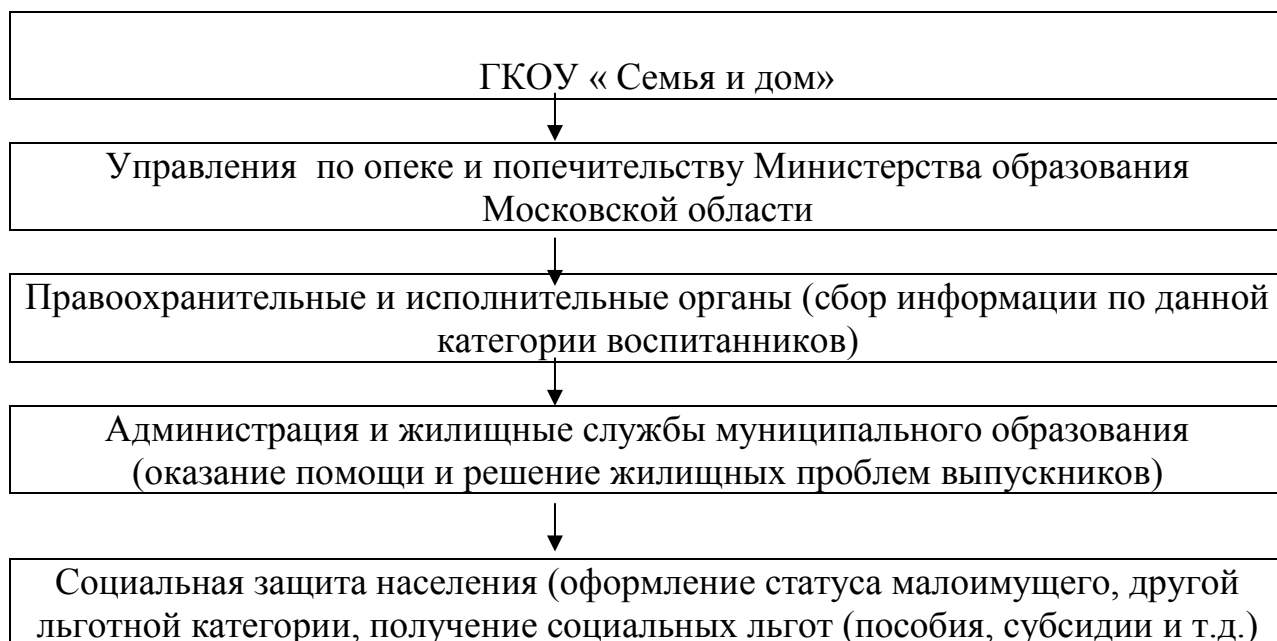 ГКОУ « Семья и дом»
Управления по опеке и попечительству Министерства образования
Московской области
Правоохранительные и исполнительные органы (сбор информации по данной
категории воспитанников)
Администрация и жилищные службы муниципального образования
(оказание помощи и решение жилищных проблем выпускников)
Социальная защита населения (оформление статуса малоимущего, другой
льготной категории, получение социальных льгот (пособия, субсидии и т.д.)